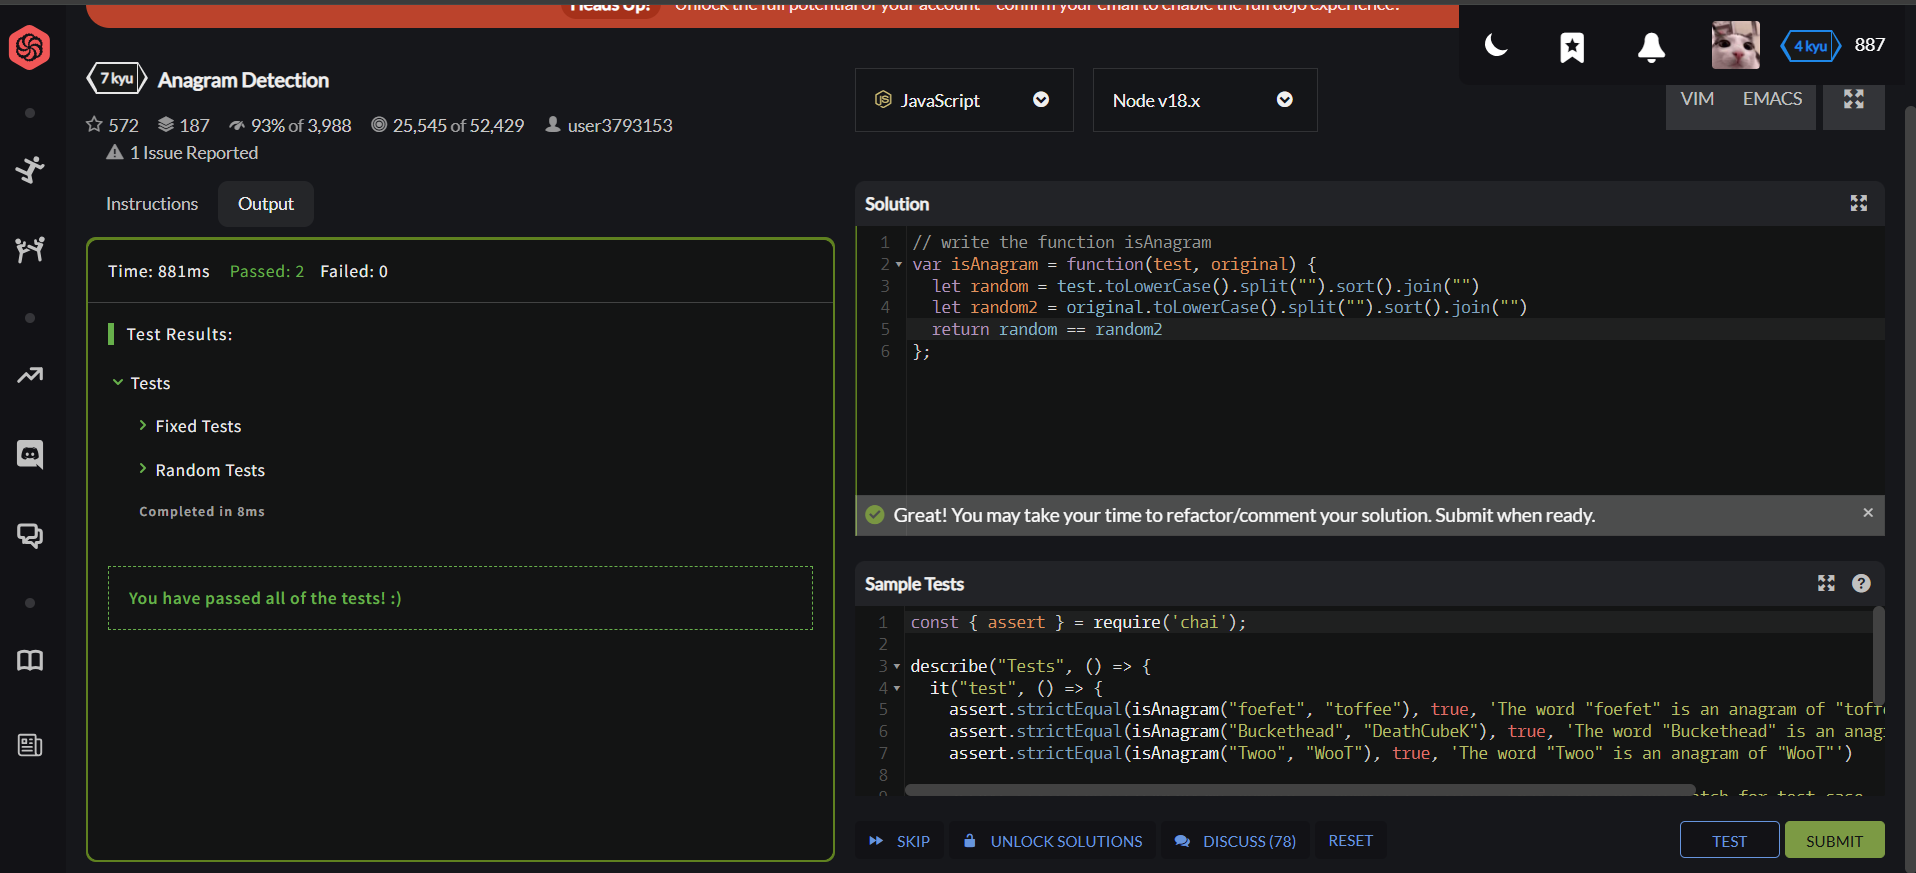 Heads Up! Unlock the full potential of your account confirm your email to enable the full dojo experience.
7 kyu Anagram Detection
572 187 93% of 3,988 25,545 of 52,429 user3793153
1 Issue Reported
JavaScript Node v18.x
VIM EMACS
4 kyu 887
Instructions Output
Time: 881ms Passed: 2 Failed: 0
Test Results:
Tests
Fixed Tests
Random Tests
Completed in 8ms
You have passed all of the tests! :)
Solution
1 // write the function isAnagram
2 var isAnagram = function(test, original) {
3 let random = test.toLowerCase().split("").sort().join("")
4 let random2 = original.toLowerCase().split("").sort().join("")
5 return random == random2
6 };
Great! You may take your time to refactor/comment your solution. Submit when ready.
Sample Tests
1 const { assert } = require('chai');
2
3 describe("Tests", () => {
4 it("test", () => {
5 assert.strictEqual(isAnagram("foefet", "toffee"), true, 'The word "foefet" is an anagram of "toff
6 assert.strictEqual(isAnagram("Buckethead", "DeathCubeK"), true, 'The word "Buckethead" is an anag
7 assert.strictEqual(isAnagram("Twoo", "WooT"), true, 'The word "Twoo" is an anagram of "WooT"')
8
for test case
SKIP UNLOCK SOLUTIONS DISCUSS (78) RESET TEST SUBMIT